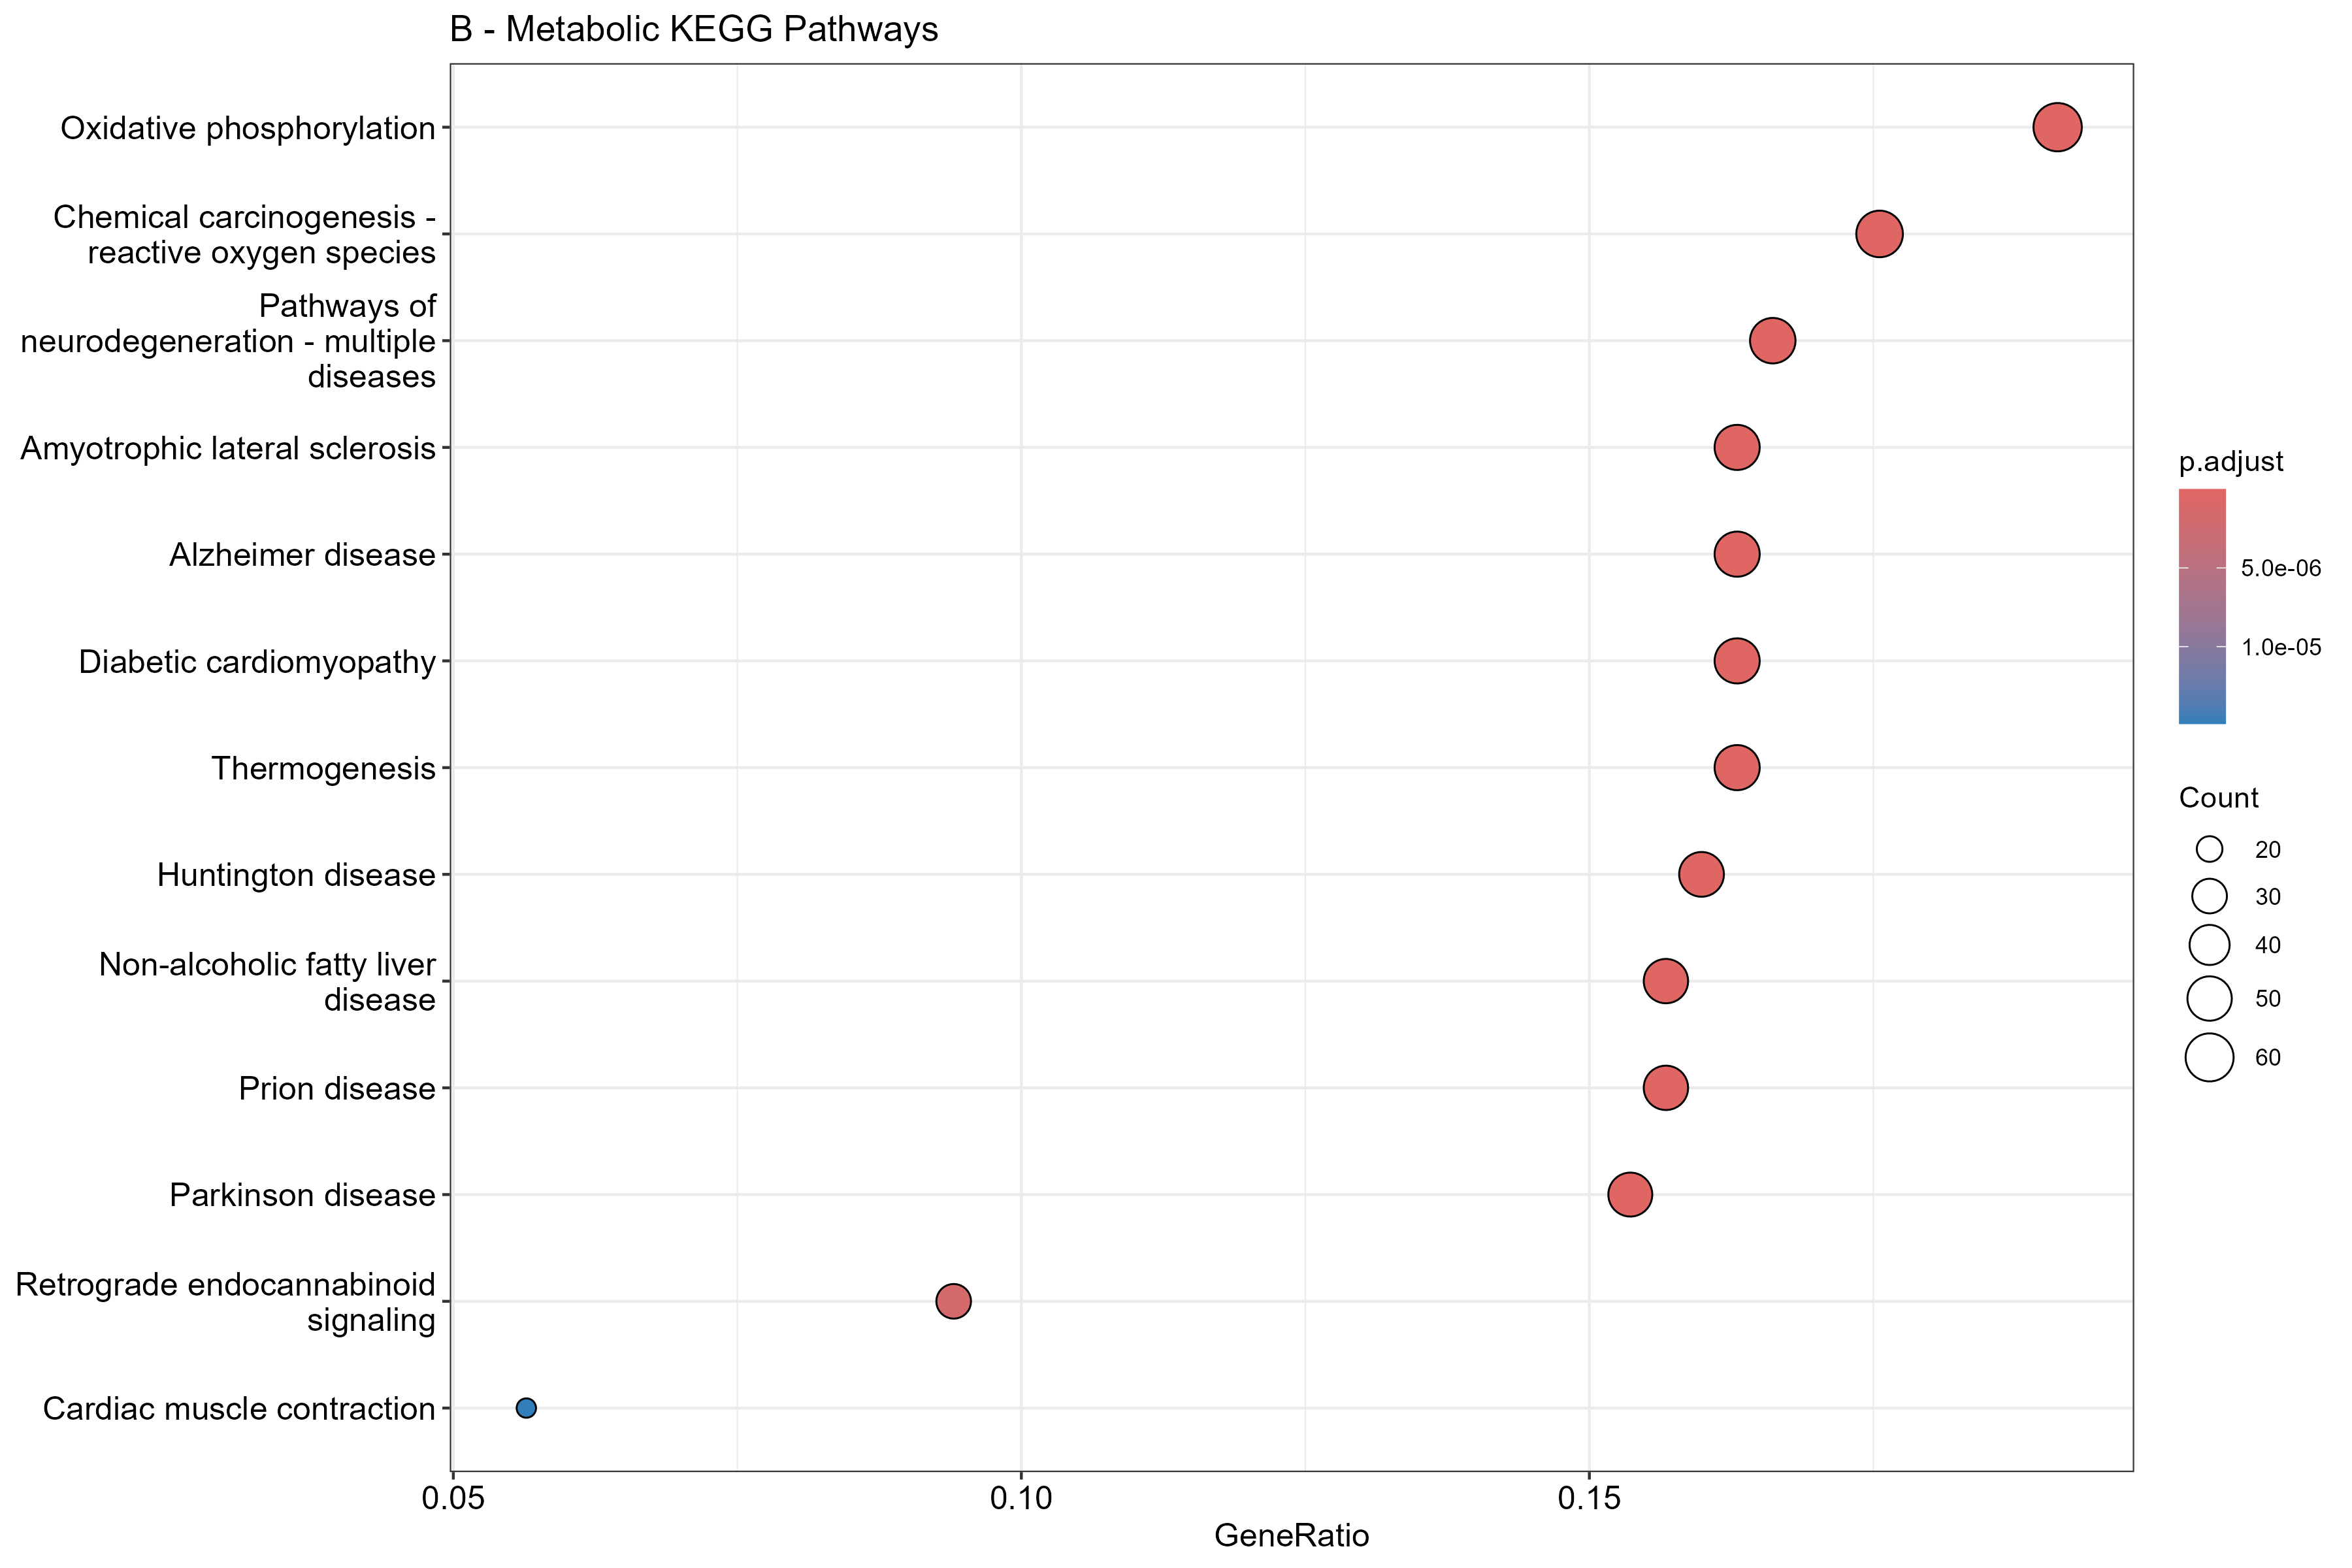 B - Metabolic KEGG Pathways
Oxidative phosphorylation
Chemical carcinogenesis -
reactive oxygen species
Pathways of
neurodegeneration - multiple
diseases
Amyotrophic lateral sclerosis
Alzheimer disease
Diabetic cardiomyopathy
Thermogenesis
Huntington disease
Non-alcoholic fatty liver
disease
Prion disease
Parkinson disease
Retrograde endocannabinoid
signaling
Cardiac muscle contraction
0.05
0.10
0.15
GeneRatio
p.adjust
5.0e-06
1.0e-05
Count
20
30
40
50
60